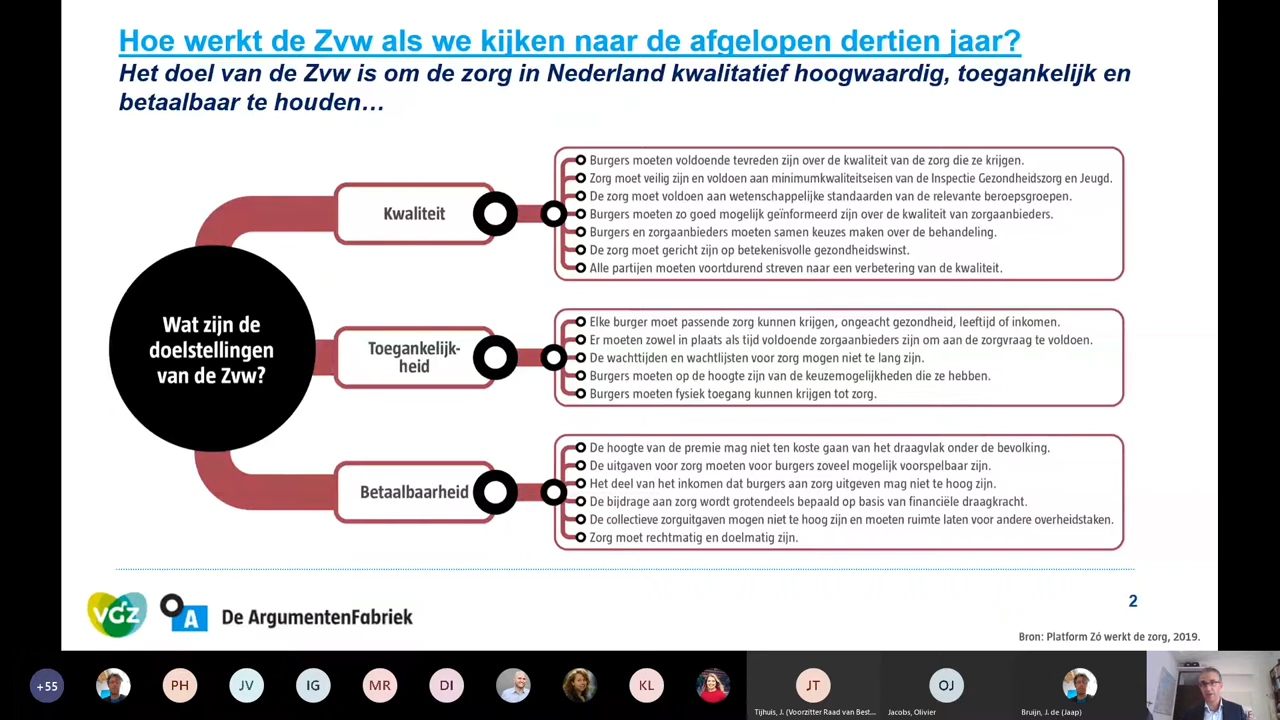 Hoe werkt de Zvw als we kijken naar de afgelopen dertien jaar?
Het doel van de Zvw is om de zorg in Nederland kwalitatief hoogwaardig, toegankelijk en
betaalbaar te houden…
Wat zijn de
doelstellingen
van de Zvw?
Kwaliteit
Burgers moeten voldoende tevreden zijn over de kwaliteit van de zorg die ze krijgen.
Zorg moet veilig zijn en voldoen aan minimumkwaliteitseisen van de Inspectie Gezondheidszorg en Jeugd.
De zorg moet voldoen aan wetenschappelijke standaarden van de relevante beroepsgroepen.
Burgers moeten zo goed mogelijk geïnformeerd zijn over de kwaliteit van zorgaanbieders.
Burgers en zorgaanbieders moeten samen keuzes maken over de behandeling.
De zorg moet gericht zijn op betekenisvolle gezondheidswinst.
Alle partijen moeten voortdurend streven naar een verbetering van de kwaliteit.
Toegankelijk-
heid
Elke burger moet passende zorg kunnen krijgen, ongeacht gezondheid, leeftijd of inkomen.
Er moeten zowel in plaats als tijd voldoende zorgaanbieders zijn om aan de zorgvraag te voldoen.
De wachttijden en wachtlijsten voor zorg mogen niet te lang zijn.
Burgers moeten op de hoogte zijn van de keuzemogelijkheden die ze hebben.
Burgers moeten fysiek toegang kunnen krijgen tot zorg.
Betaalbaarheid
De hoogte van de premie mag niet ten koste gaan van het draagvlak onder de bevolking.
De uitgaven voor zorg moeten voor burgers zoveel mogelijk voorspelbaar zijn.
Het deel van het inkomen dat burgers aan zorg uitgeven mag niet te hoog zijn.
De bijdrage aan zorg wordt grotendeels bepaald op basis van financiële draagkracht.
De collectieve zorguitgaven mogen niet te hoog zijn en moeten ruimte laten voor andere overheidstaken.
Zorg moet rechtmatig en doelmatig zijn.
VGZ
A
De ArgumentenFabriek
2
Bron: Platform Zó werkt de zorg, 2019.
+55
PH
JV
IG
MR
DI
KL
JT
OJ
Tijhuis, J. (Voorzitter Raad van Best...
Jacobs, Olivier
Bruijn, J. de (Jaap)